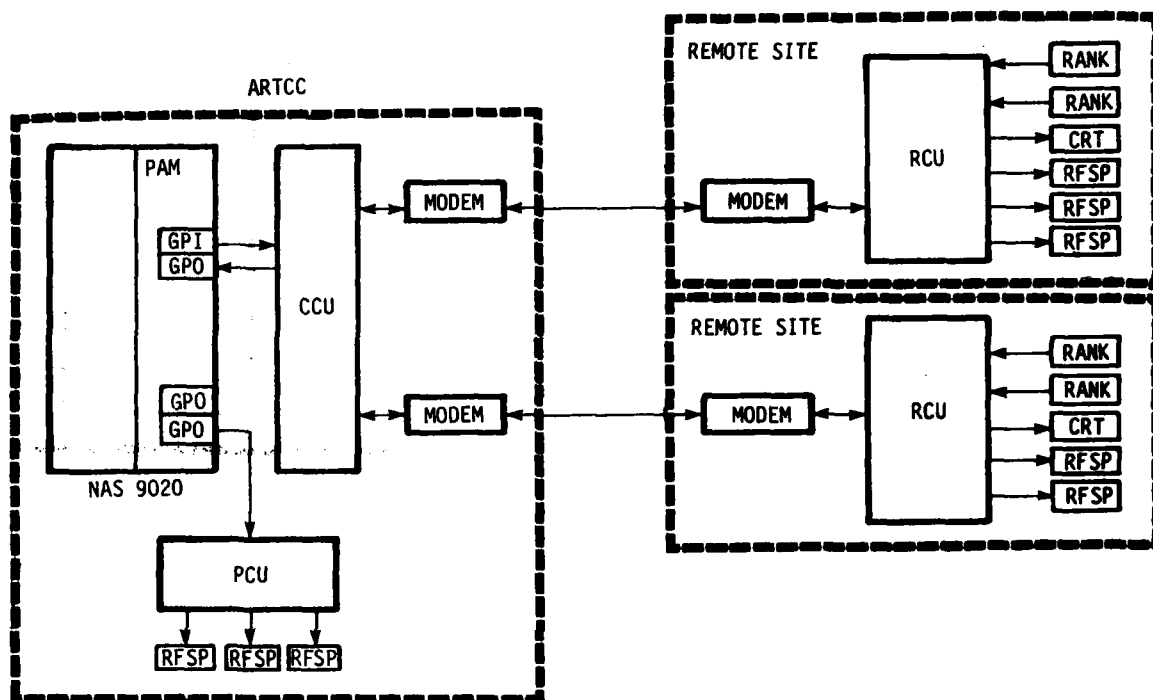 ARTCC
PAM
GPI
GPO
GPO
GPO
NAS 9020
CCU
MODEM
MODEM
PCU
RFSP
RFSP
RFSP
REMOTE SITE
MODEM
RCU
RANK
RANK
CRT
RFSP
RFSP
RFSP
REMOTE SITE
MODEM
RCU
RANK
RANK
CRT
RFSP
RFSP